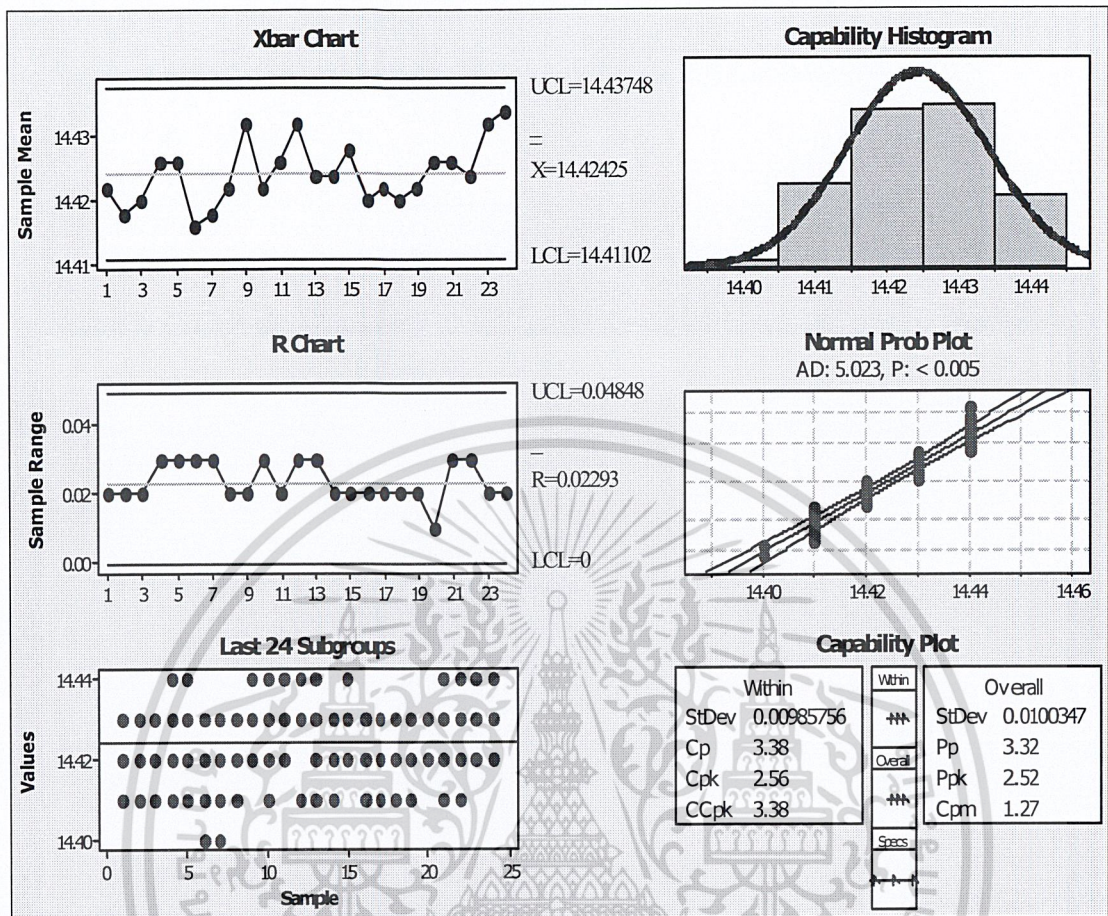 Xbar Chart
Sample Mean
14.43
14.42
14.41
1 3 5 7 9 11 13 15 17 19 21 23
UCL=14.43748
X=14.42425
LCL=14.41102
Capability Histogram
14.40 14.41 14.42 14.43 14.44
R Chart
Sample Range
0.04
0.02
0.00
1 3 5 7 9 11 13 15 17 19 21 23
UCL=0.04848
R=0.02293
LCL=0
Normal Prob Plot
AD: 5.023, P: < 0.005
14.40 14.42 14.44 14.46
Last 24 Subgroups
Values
14.44
14.42
14.40
0 5 10 15 20 25
Sample
Capability Plot
Within
StDev 0.00985756
Cp 3.38
Cpk 2.56
CCpk 3.38
Within
Overall
Specs
Overall
StDev 0.0100347
Pp 3.32
Ppk 2.52
Cpm 1.27